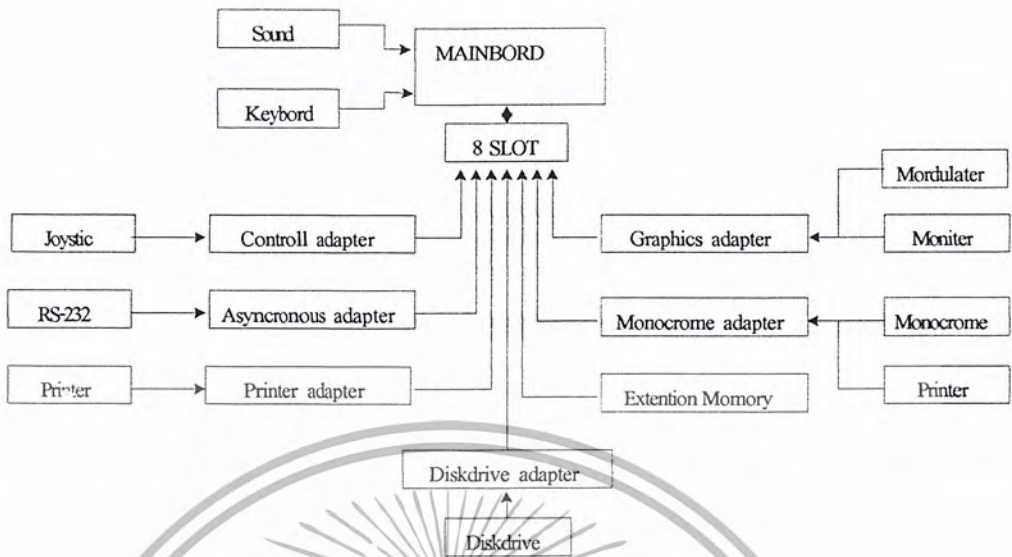 Sound
MAINBORD
Keybord
8 SLOT
Mordulater
Joystic
Controll adapter
Graphics adapter
Moniter
RS-232
Asyncronous adapter
Monocrome adapter
Monocrome
Printer
Printer adapter
Extention Momory
Printer
Diskdrive adapter
Diskdrive